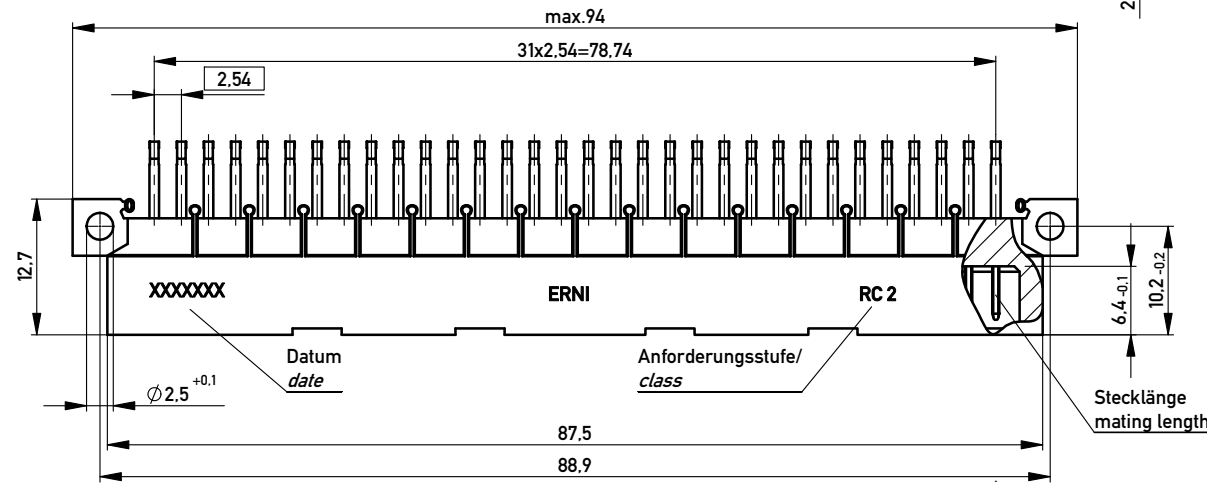 max.94
2
31x2,54=78,74
2,54
12,7
XXXXXXX
ERNI
RC 2
6,4 -0.1
10,2 -0.2
Datum
date
Anforderungsstufe/
class
Ø2,5 +0,1
Stecklänge
mating length
87,5
88,9